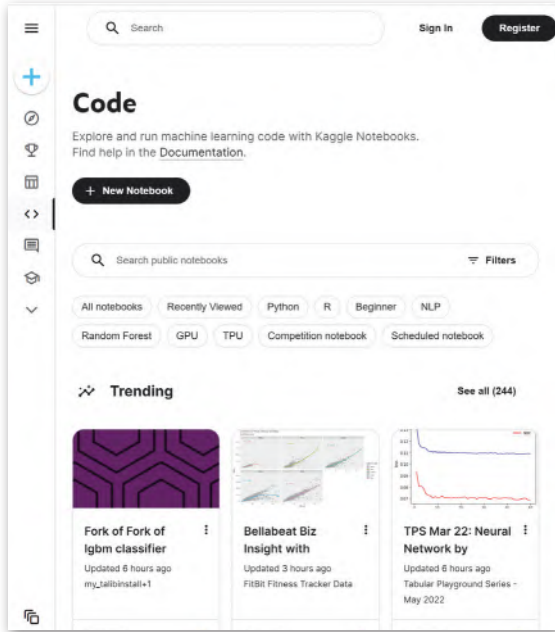 Search
Sign In
Register
Code
Explore and run machine learning code with Kaggle Notebooks.
Find help in the Documentation.
+ New Notebook
Search public notebooks
Filters
All notebooks
Recently Viewed
Python
R
Beginner
NLP
Random Forest
GPU
TPU
Competition notebook
Scheduled notebook
Trending
See all (244)
Fork of Fork of
lgbm classifier
Updated 6 hours ago
my_talibinstall+1
Bellabeat Biz
Insight with
Updated 3 hours ago
FitBit Fitness Tracker Data
TPS Mar 22: Neural
Network by
Updated 6 hours ago
Tabular Playground Series -
May 2022